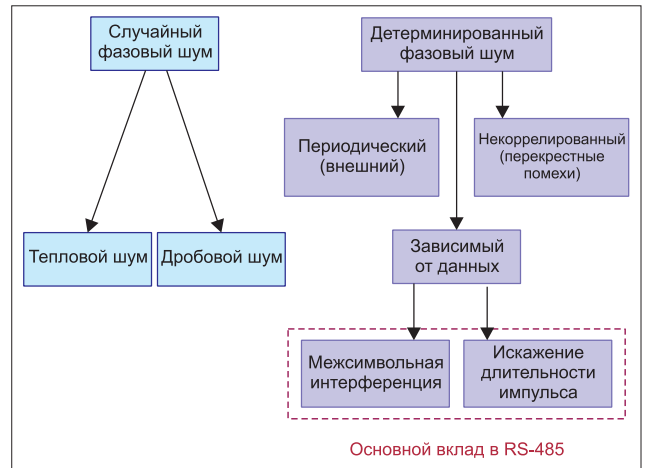 Случайный
фазовый шум
Детерминированный
фазовый шум
Периодический
(внешний)
Некоррелированный
(перекрестные
помехи)
Тепловой шум
Дробовой шум
Зависимый
от данных
Межсимвольная
интерференция
Искажение
длительности
импульса
Основной вклад в RS-485